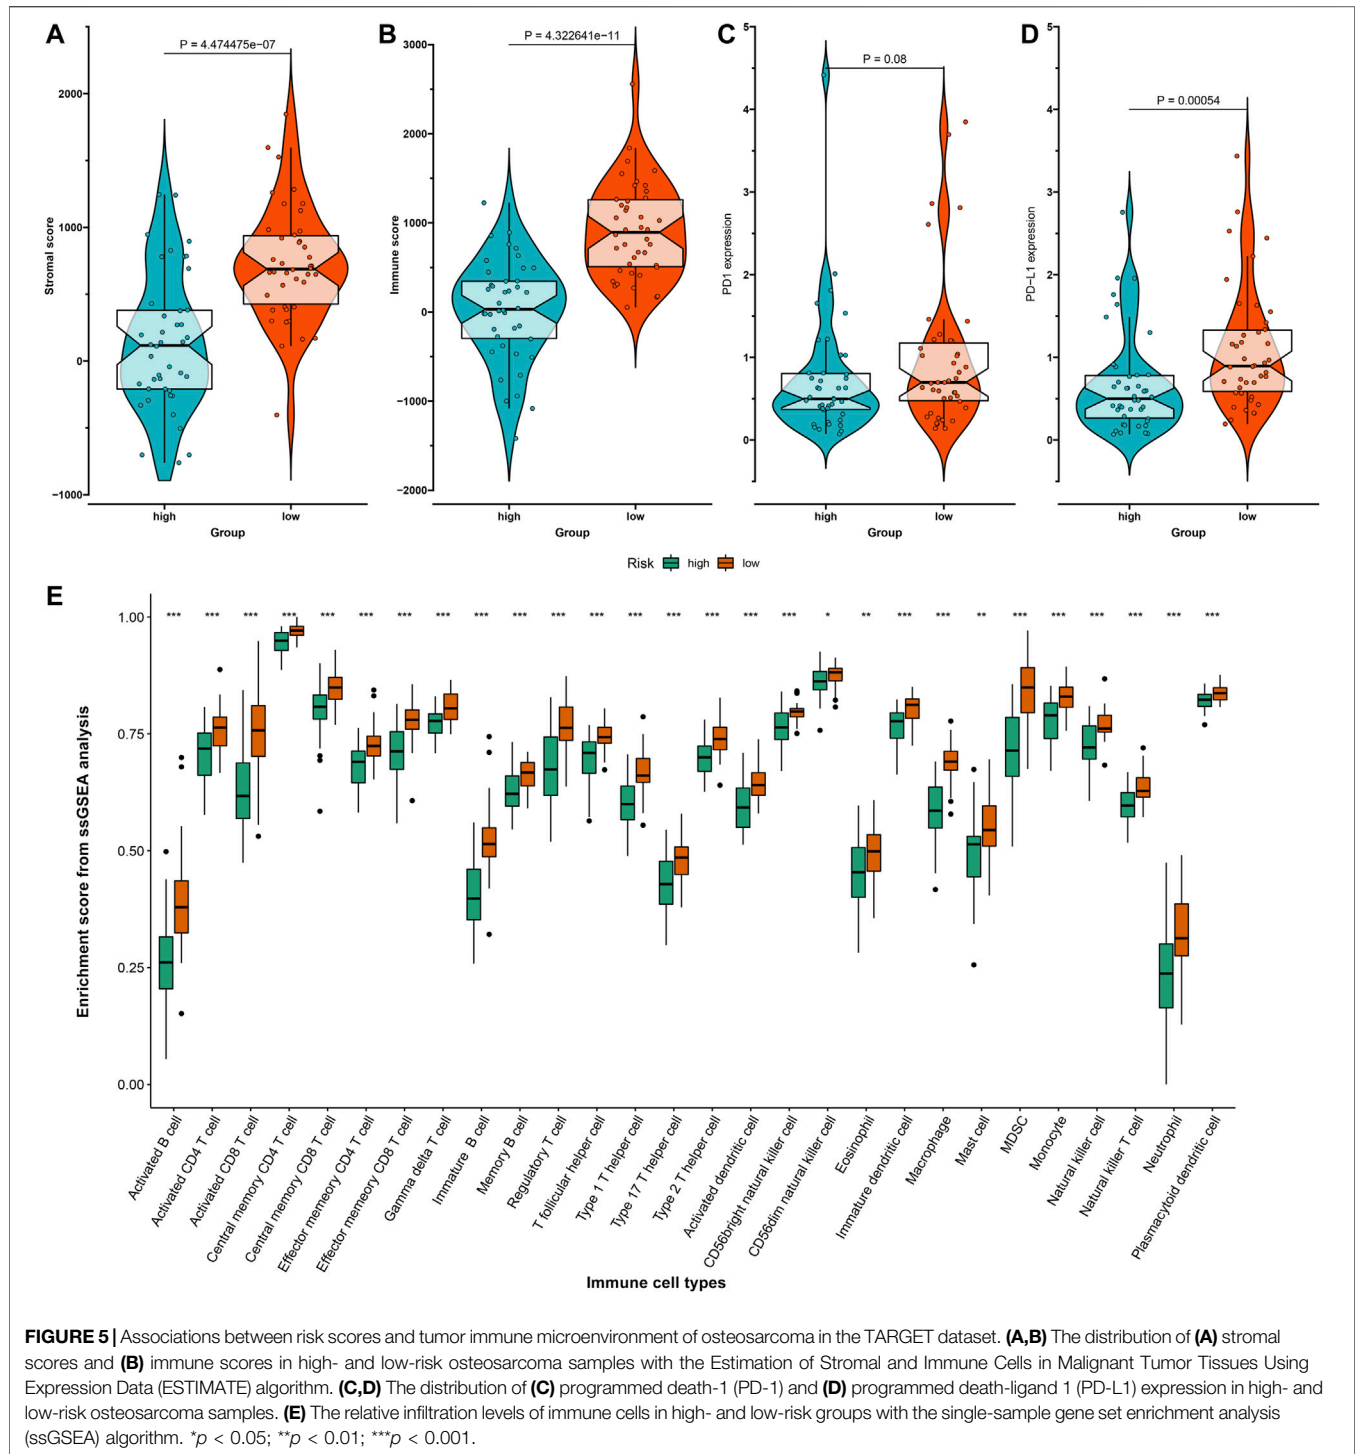 A
B
C
D
P = 4.474475e−07
P = 4.322641e−11
P = 0.08
P = 0.00054
Stromal score
2000
1000
0
−1000
high
low
Group
Immune score
3000
2000
1000
0
−1000
−2000
high
low
Group
PD1 expression
5
4
3
2
1
0
high
low
Group
PD−L1 expression
5
4
3
2
1
0
high
low
Group
Risk high low
E
Enrichment score from ssGSEA analysis
1.00
0.75
0.50
0.25
0.00
*** *** *** *** *** *** *** *** *** *** *** *** *** *** *** *** *** * ** *** *** ** *** *** *** *** *** ***
Activated B cell
Activated CD4 T cell
Activated CD8 T cell
Central memory CD4 T cell
Central memory CD8 T cell
Effector memeory CD4 T cell
Effector memeory CD8 T cell
Gamma delta T cell
Immature B cell
Memory B cell
Regulatory T cell
T follicular helper cell
Type 1 T helper cell
Type 17 T helper cell
Type 2 T helper cell
Activated dendritic cell
CD56bright natural killer cell
CD56dim natural killer cell
Eosinophil
Immature dendritic cell
Macrophage
Mast cell
MDSC
Monocyte
Natural killer cell
Natural killer T cell
Neutrophil
Plasmacytoid dendritic cell
Immune cell types
FIGURE 5 | Associations between risk scores and tumor immune microenvironment of osteosarcoma in the TARGET dataset. (A,B) The distribution of (A) stromal
scores and (B) immune scores in high- and low-risk osteosarcoma samples with the Estimation of Stromal and Immune Cells in Malignant Tumor Tissues Using
Expression Data (ESTIMATE) algorithm. (C,D) The distribution of (C) programmed death-1 (PD-1) and (D) programmed death-ligand 1 (PD-L1) expression in high- and
low-risk osteosarcoma samples. (E) The relative infiltration levels of immune cells in high- and low-risk groups with the single-sample gene set enrichment analysis
(ssGSEA) algorithm. *p < 0.05; **p < 0.01; ***p < 0.001.